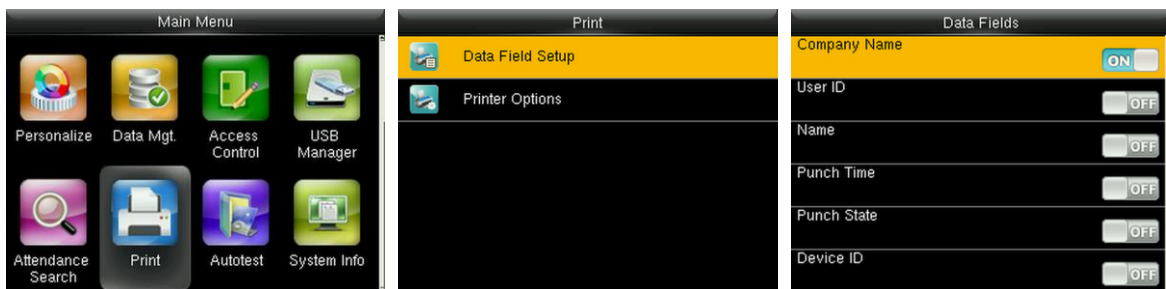 Main Menu
Personalize
Data Mgt.
Access
Control
USB
Manager
Attendance
Search
Print
Autotest
System Info
Print
Data Field Setup
Printer Options
Data Fields
Company Name
ON
User ID
OFF
Name
OFF
Punch Time
OFF
Punch State
OFF
Device ID
OFF